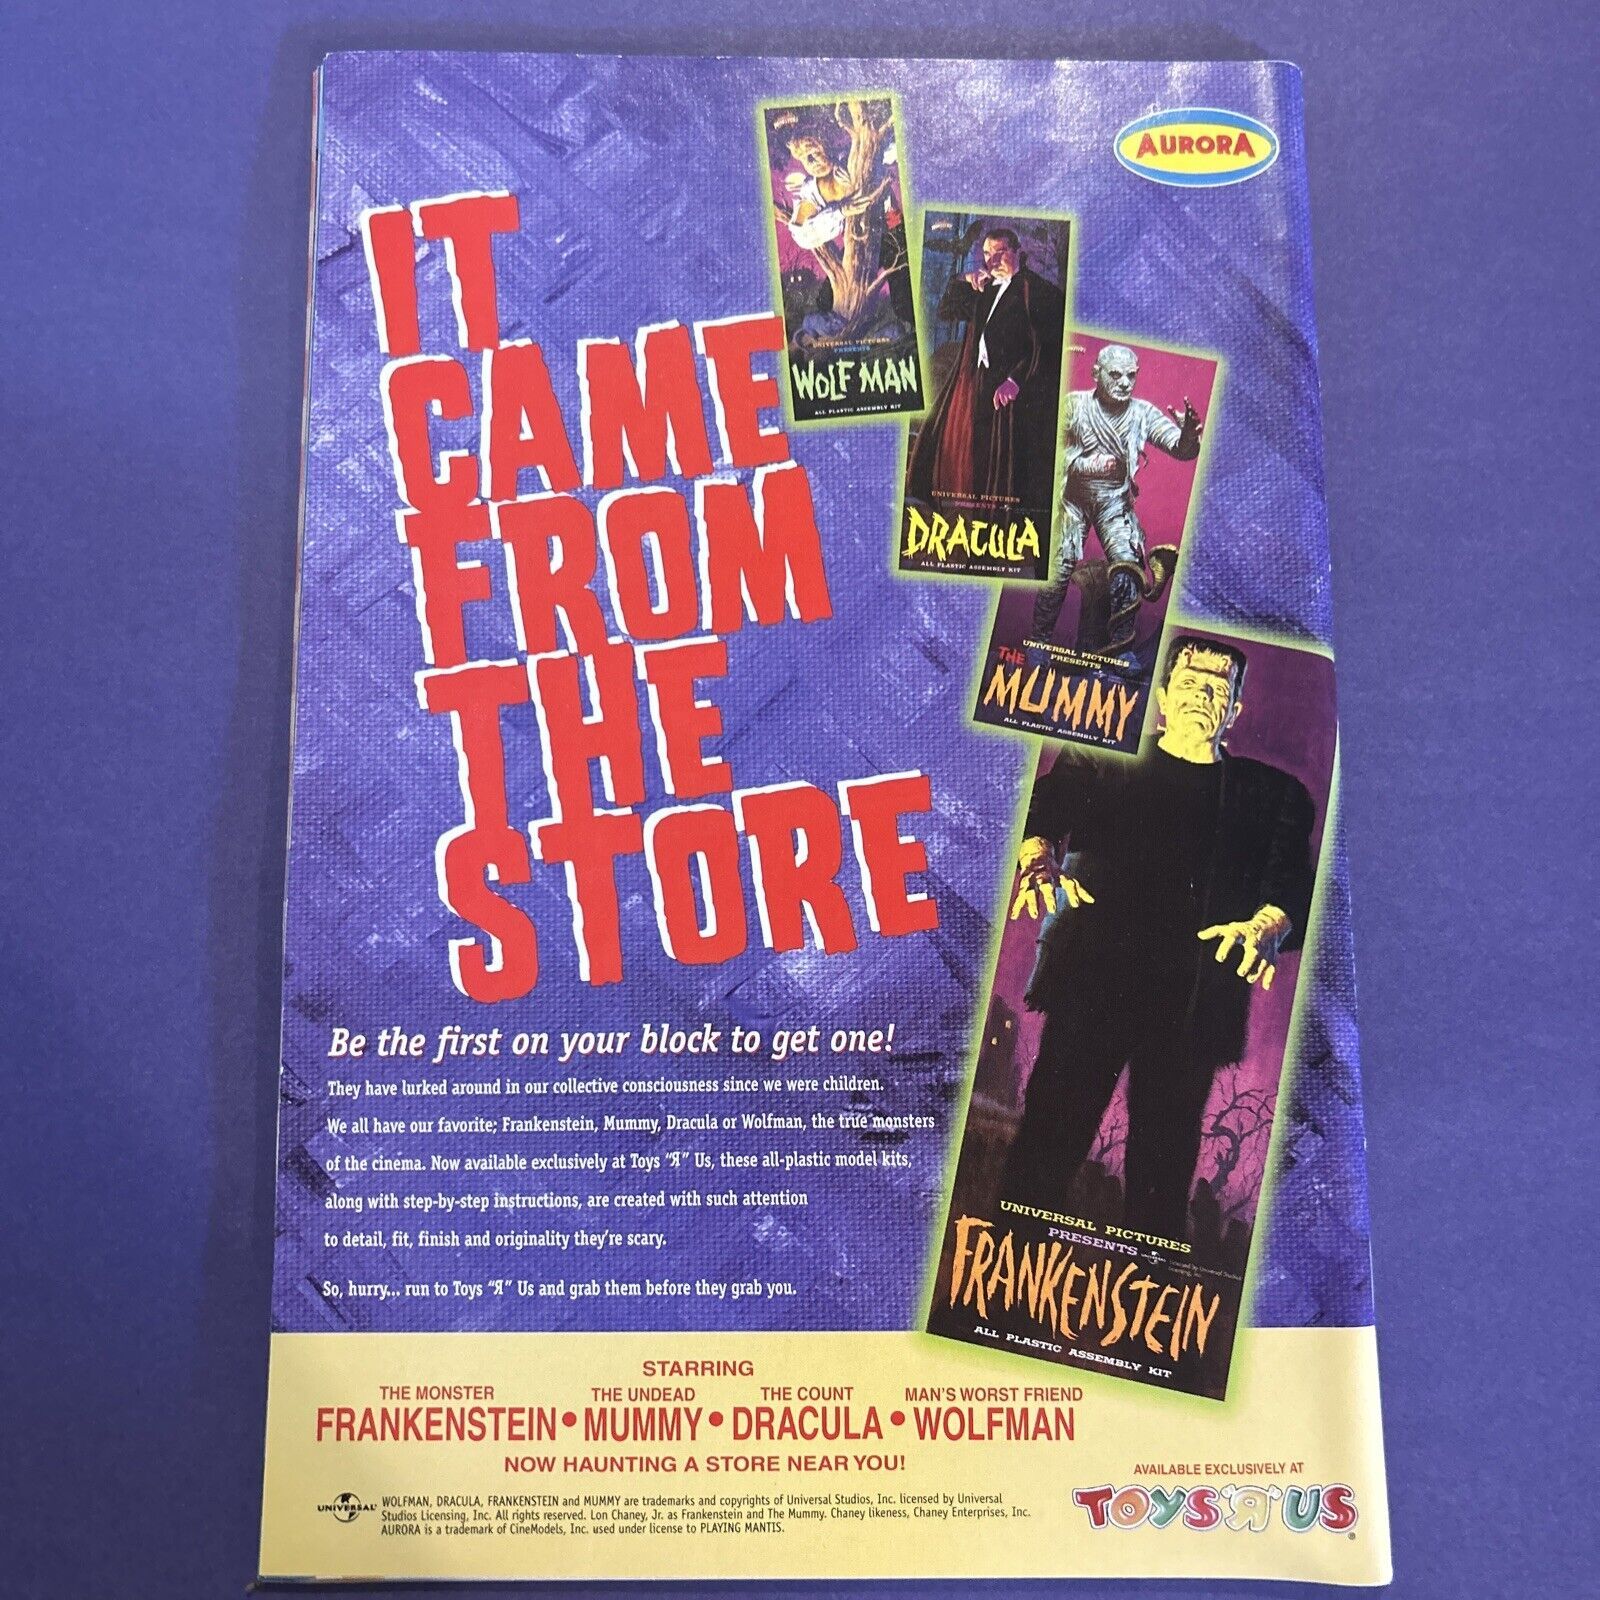 AURORA
IT
CAME
FROM
THE
STORE
UNIVERSAL PICTURES
PRESENTS
WOLF MAN
ALL PLASTIC ASSEMBLY KIT
UNIVERSAL PICTURES
PRESENTS
DRACULA
ALL PLASTIC ASSEMBLY KIT
UNIVERSAL PICTURES
PRESENTS
THE
MUMMY
ALL PLASTIC ASSEMBLY KIT
UNIVERSAL PICTURES
PRESENTS
Licensed by Universal Studios
Licensing, Inc.
FRANKENSTEIN
ALL PLASTIC ASSEMBLY KIT
Be the first on your block to get one!
They have lurked around in our collective consciousness since we were children.
We all have our favorite; Frankenstein, Mummy, Dracula or Wolfman, the true monsters
of the cinema. Now available exclusively at Toys "Я" Us, these all-plastic model kits,
along with step-by-step instructions, are created with such attention
to detail, fit, finish and originality they're scary.
So, hurry... run to Toys "Я" Us and grab them before they grab you.
STARRING
THE MONSTER THE UNDEAD THE COUNT MAN'S WORST FRIEND
FRANKENSTEIN • MUMMY • DRACULA • WOLFMAN
NOW HAUNTING A STORE NEAR YOU!
AVAILABLE EXCLUSIVELY AT
TOYS "Я" US ®
UNIVERSAL
WOLFMAN, DRACULA, FRANKENSTEIN and MUMMY are trademarks and copyrights of Universal Studios, Inc. licensed by Universal
Studios Licensing, Inc. All rights reserved. Lon Chaney, Jr. as Frankenstein and The Mummy. Chaney likeness, Chaney Enterprises, Inc.
AURORA is a trademark of CineModels, Inc. used under license to PLAYING MANTIS.